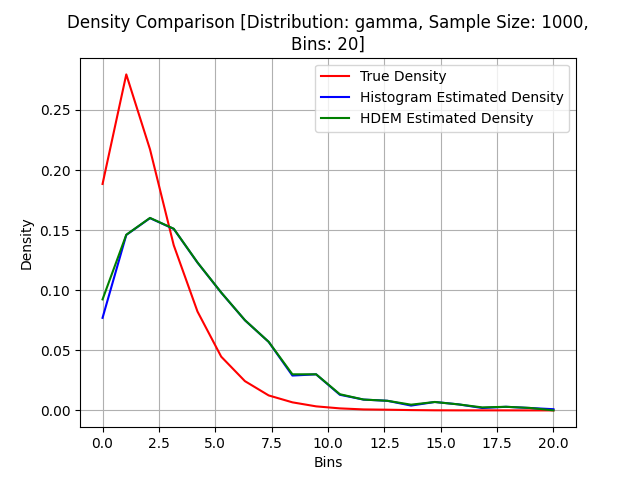 Density Comparison [Distribution: gamma, Sample Size: 1000,
Bins: 20]
True Density
Histogram Estimated Density
HDEM Estimated Density
Density
0.25
0.20
0.15
0.10
0.05
0.00
0.0 2.5 5.0 7.5 10.0 12.5 15.0 17.5 20.0
Bins